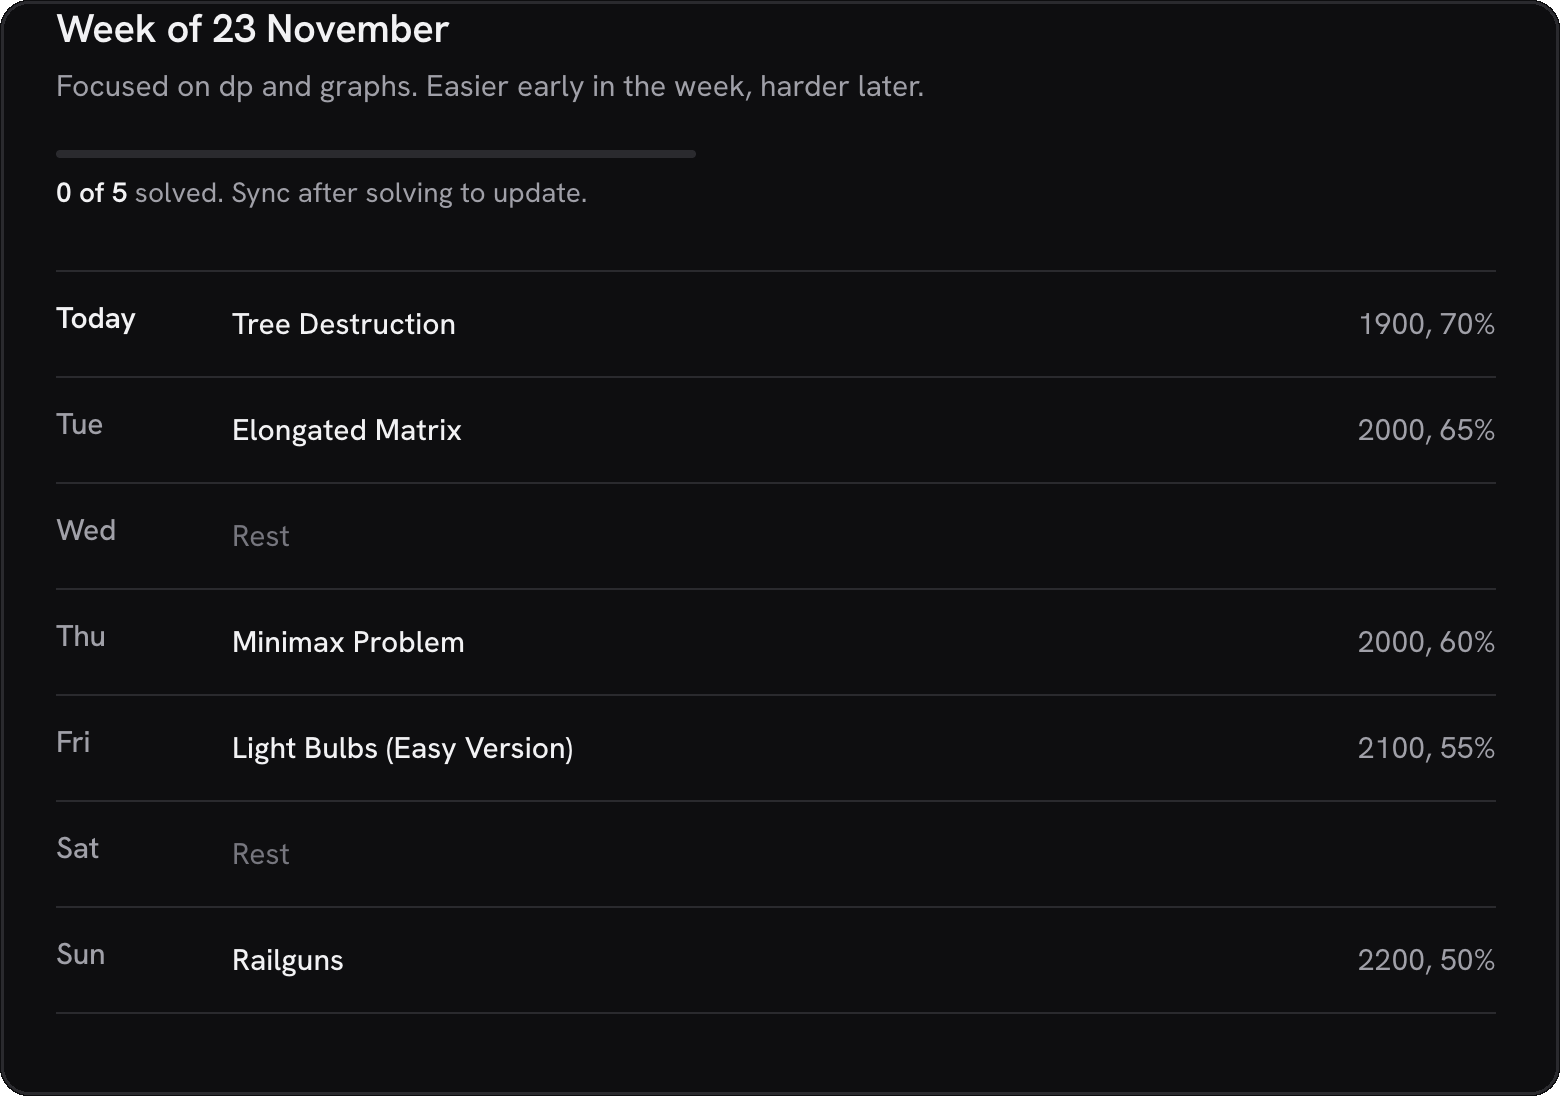 Week of 23 November
Focused on dp and graphs. Easier early in the week, harder later.
0 of 5 solved. Sync after solving to update.
Today Tree Destruction 1900, 70%
Tue Elongated Matrix 2000, 65%
Wed Rest
Thu Minimax Problem 2000, 60%
Fri Light Bulbs (Easy Version) 2100, 55%
Sat Rest
Sun Railguns 2200, 50%